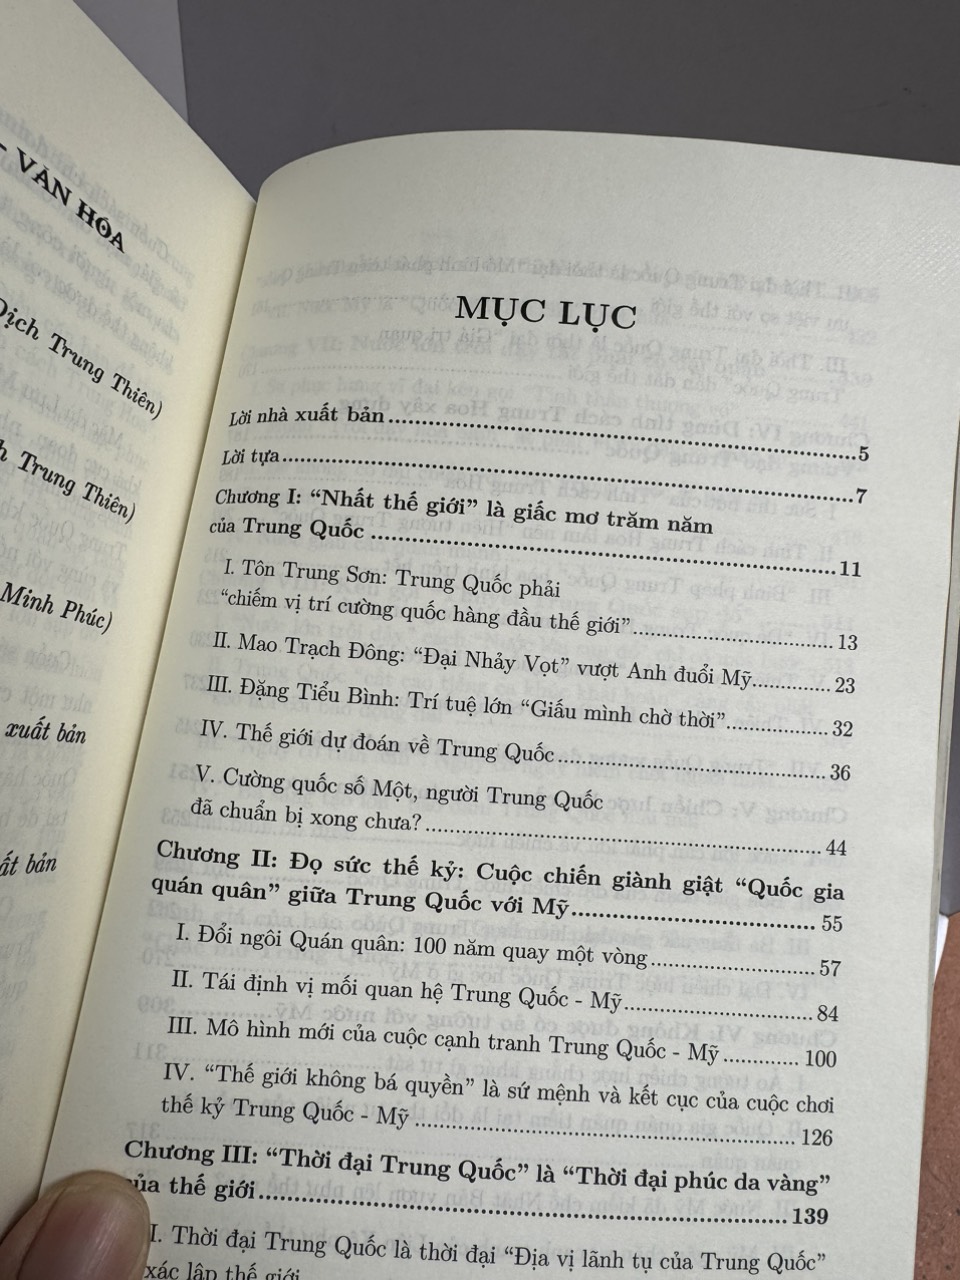 - VĂN HÓA
Dịch Trung Thiên)
h Trung Thiên)
Minh Phúc)
xuất bản
ất bản
MỤC LỤC
Lời nhà xuất bản ........ 5
Lời tựa ........ 7
Chương I: “Nhất thế giới” là giấc mơ trăm năm
của Trung Quốc ........ 11
I. Tôn Trung Sơn: Trung Quốc phải
“chiếm vị trí cường quốc hàng đầu thế giới” ........ 13
II. Mao Trạch Đông: “Đại Nhảy Vọt” vượt Anh đuổi Mỹ ........ 23
III. Đặng Tiểu Bình: Trí tuệ lớn “Giấu mình chờ thời” ........ 32
IV. Thế giới dự đoán về Trung Quốc ........ 36
V. Cường quốc số Một, người Trung Quốc
đã chuẩn bị xong chưa? ........ 44
Chương II: Đọ sức thế kỷ: Cuộc chiến giành giật “Quốc gia
quán quân” giữa Trung Quốc với Mỹ ........ 55
I. Đổi ngôi Quán quân: 100 năm quay một vòng ........ 57
II. Tái định vị mối quan hệ Trung Quốc - Mỹ ........ 84
III. Mô hình mới của cuộc cạnh tranh Trung Quốc - Mỹ ........ 100
IV. “Thế giới không bá quyền” là sứ mệnh và kết cục của cuộc chơi
thế kỷ Trung Quốc - Mỹ ........ 126
Chương III: “Thời đại Trung Quốc” là “Thời đại phúc da vàng”
của thế giới ........ 139
I. Thời đại Trung Quốc là thời đại “Địa vị lãnh tụ của Trung Quốc”
xác lập thế giới